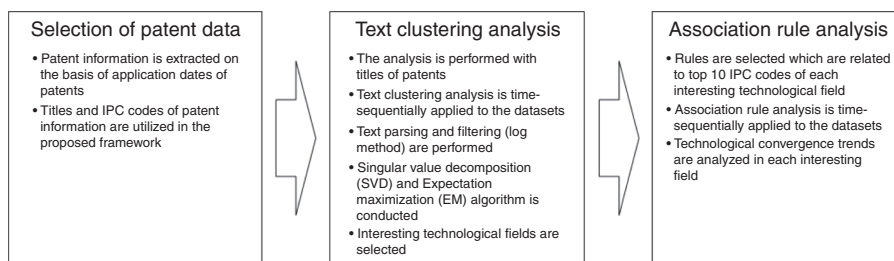 Selection of patent data
• Patent information is extracted on
the basis of application dates of
patents
• Titles and IPC codes of patent
information are utilized in the
proposed framework
Text clustering analysis
• The analysis is performed with
titles of patents
• Text clustering analysis is time-
sequentially applied to the datasets
• Text parsing and filtering (log
method) are performed
• Singular value decomposition
(SVD) and Expectation
maximization (EM) algorithm is
conducted
• Interesting technological fields are
selected
Association rule analysis
• Rules are selected which are related
to top 10 IPC codes of each
interesting technological field
• Association rule analysis is time-
sequentially applied to the datasets
• Technological convergence trends
are analyzed in each interesting
field